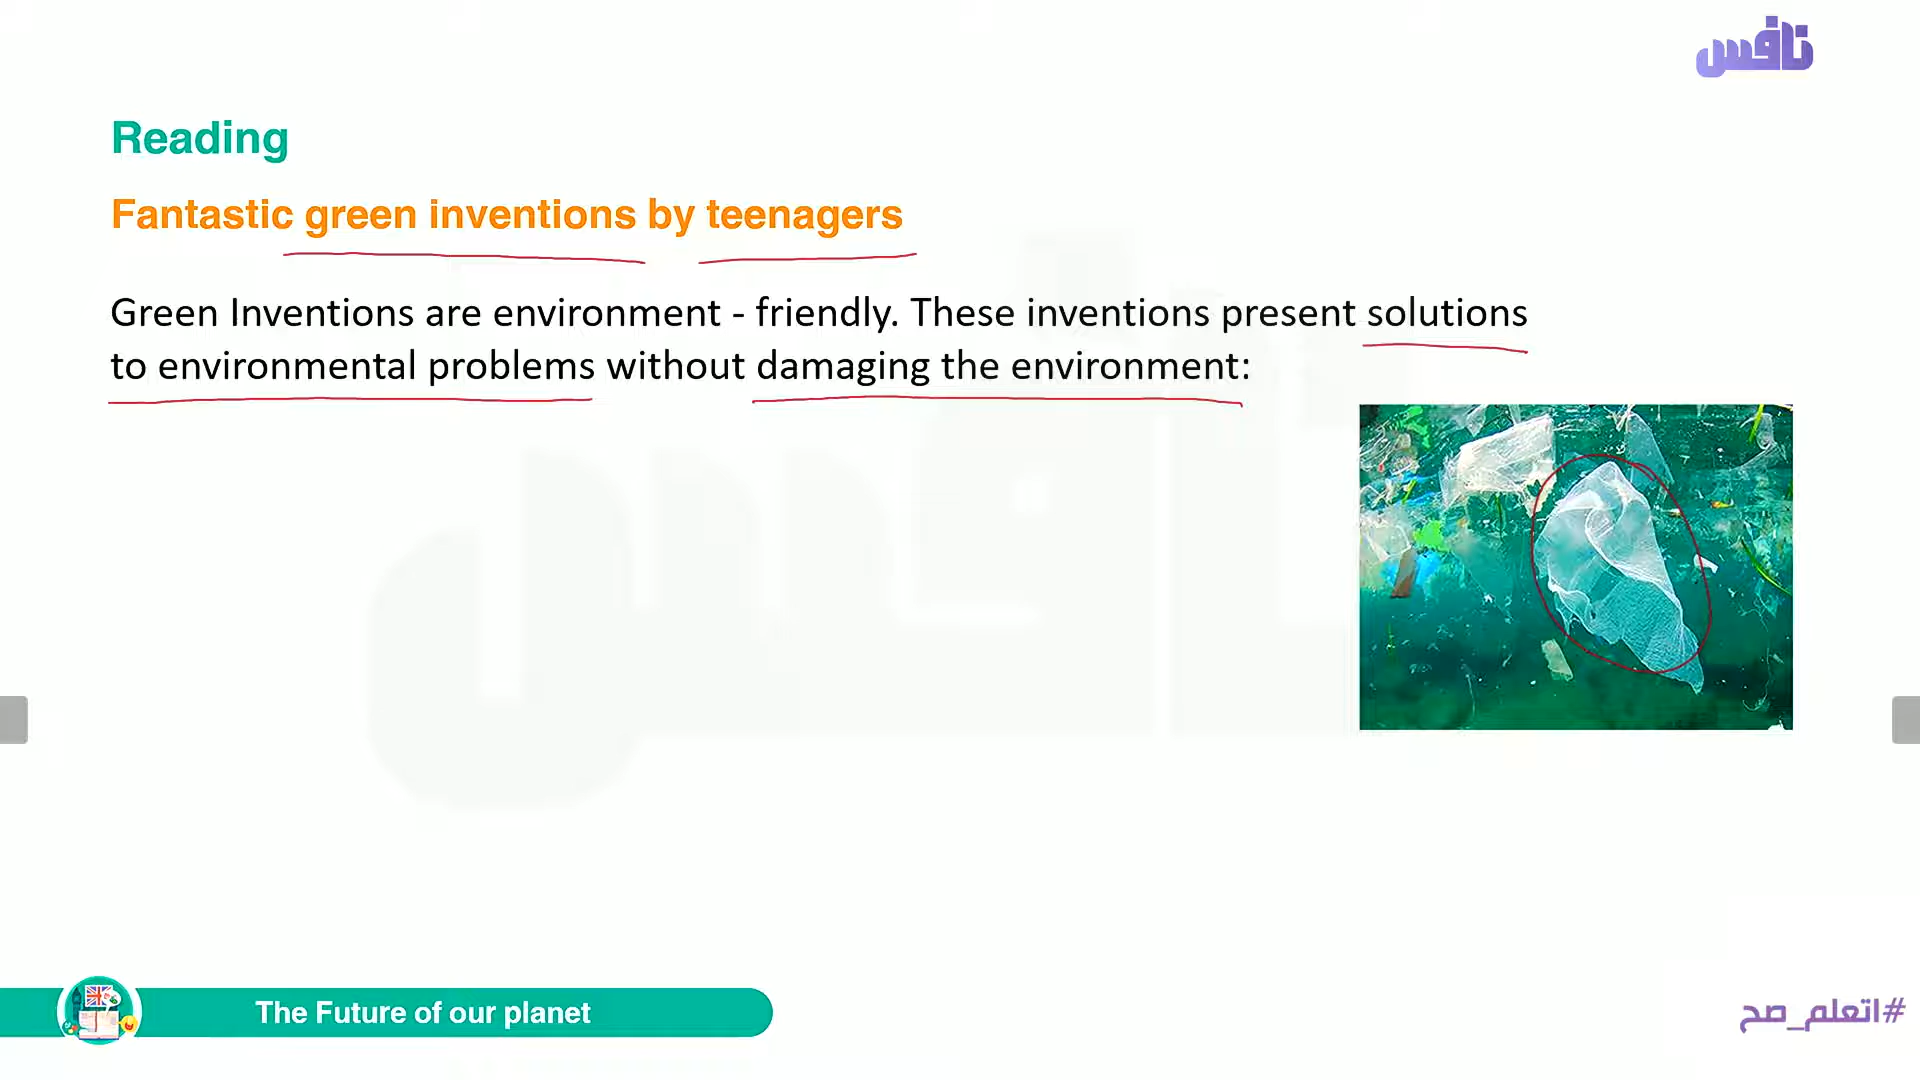 نافس
Reading
Fantastic green inventions by teenagers
Green Inventions are environment - friendly. These inventions present solutions
to environmental problems without damaging the environment:
The Future of our planet
#اتعلم_صح